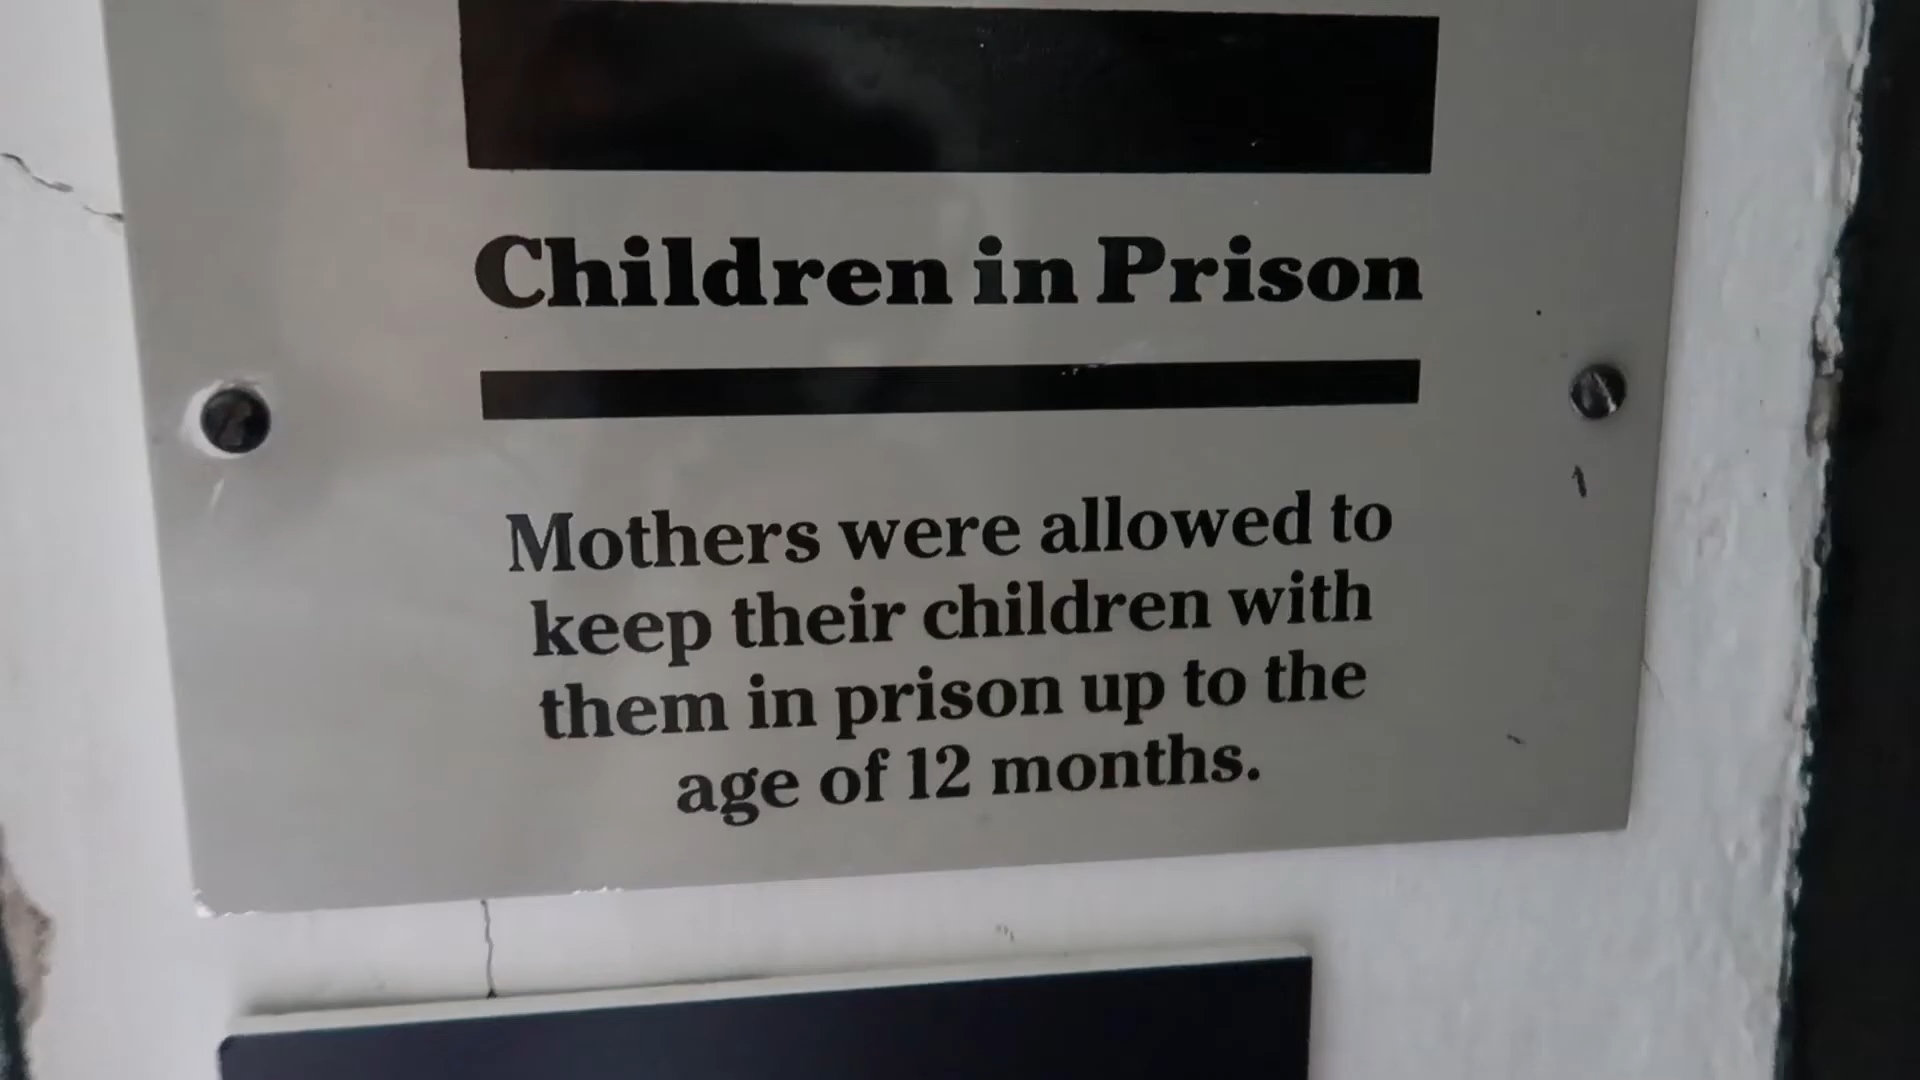 Children in Prison
Mothers were allowed to
keep their children with
them in prison up to the
age of 12 months.